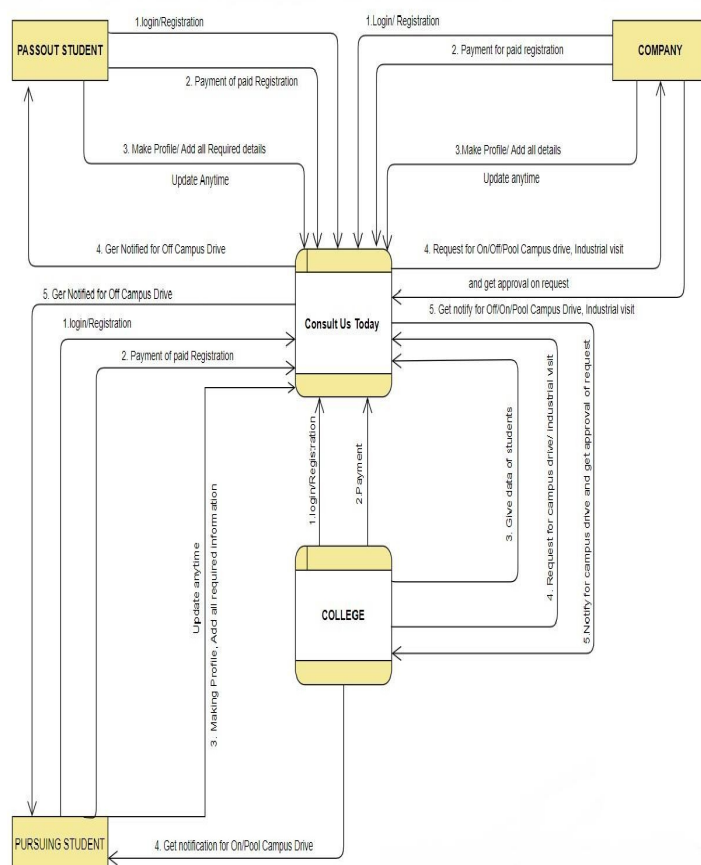 1.login/Registration
1.Login/ Registration
PASSOUT STUDENT
COMPANY
2. Payment for paid registration
2. Payment of paid Registration
3. Make Profile/ Add all Required details
Update Anytime
3.Make Profile/ Add all details
Update anytime
4. Ger Notified for Off Campus Drive
4. Request for On/Off/Pool Campus drive, Industrial visit
and get approval on request
5. Ger Notified for Off Campus Drive
5. Get notify for Off/On/Pool Campus Drive, Industrial visit
1.login/Registration
Consult Us Today
2. Payment of paid Registration
1.login/Registration
2.Payment
3. Give data of students
4. Request for campus drive/ industrial visit
5.Notify for campus drive and get approval of request
Update anytime
3. Making Profile, Add all required information
COLLEGE
PURSUING STUDENT
4. Get notification for On/Pool Campus Drive